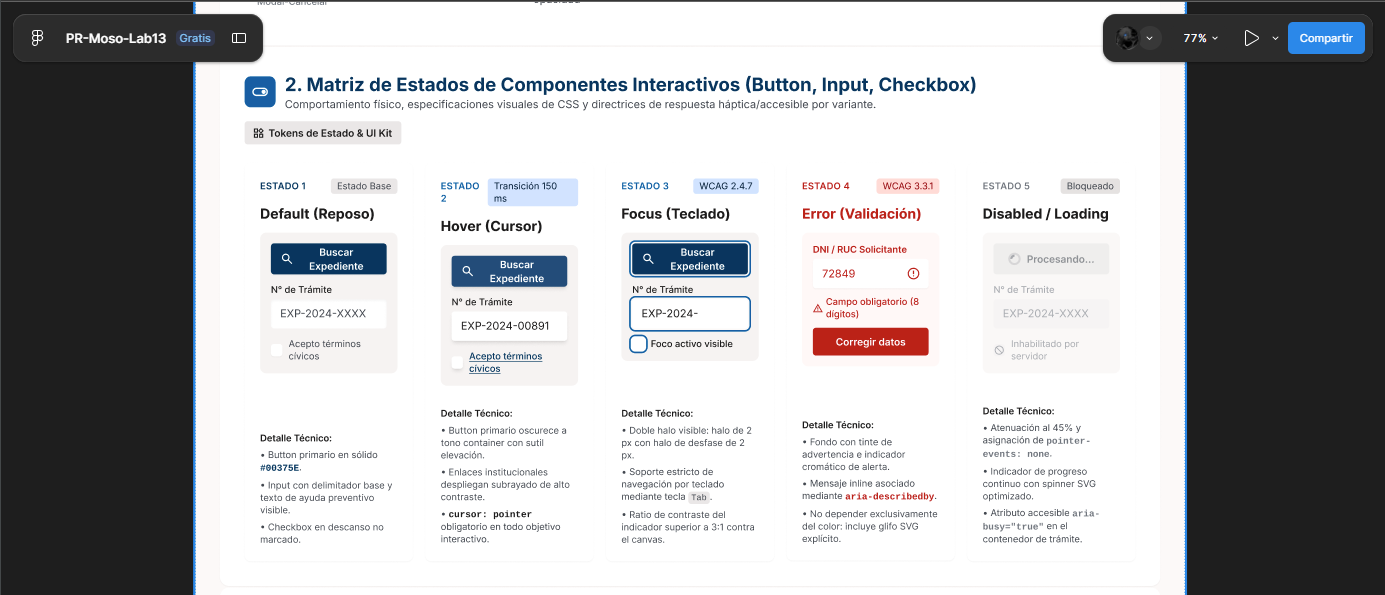 Modal-Cancelar
Opacidad
PR-Moso-Lab13
Gratis
77%
Compartir
2. Matriz de Estados de Componentes Interactivos (Button, Input, Checkbox)
Comportamiento físico, especificaciones visuales de CSS y directrices de respuesta háptica/accesible por variante.
Tokens de Estado & UI Kit
ESTADO 1
Estado Base
Default (Reposo)
Buscar
Expediente
N° de Trámite
EXP-2024-XXXX
Acepto términos
cívicos
Detalle Técnico:
• Button primario en sólido
#00375E.
• Input con delimitador base y
texto de ayuda preventivo
visible.
• Checkbox en descanso no
marcado.
ESTADO
2
Transición 150
ms
Hover (Cursor)
Buscar
Expediente
N° de Trámite
EXP-2024-00891
Acepto términos
cívicos
Detalle Técnico:
• Button primario oscurece a
tono container con sutil
elevación.
• Enlaces institucionales
despliegan subrayado de alto
contraste.
• cursor: pointer
obligatorio en todo objetivo
interactivo.
ESTADO 3
WCAG 2.4.7
Focus (Teclado)
Buscar
Expediente
N° de Trámite
EXP-2024-
Foco activo visible
Detalle Técnico:
• Doble halo visible: halo de 2
px con halo de desfase de 2
px.
• Soporte estricto de
navegación por teclado
mediante tecla Tab.
• Ratio de contraste del
indicador superior a 3:1 contra
el canvas.
ESTADO 4
WCAG 3.3.1
Error (Validación)
DNI / RUC Solicitante
72849
Campo obligatorio (8
dígitos)
Corregir datos
Detalle Técnico:
• Fondo con tinte de
advertencia e indicador
cromático de alerta.
• Mensaje inline asociado
mediante aria-describedby.
• No depender exclusivamente
del color: incluye glifo SVG
explícito.
ESTADO 5
Bloqueado
Disabled / Loading
Procesando...
N° de Trámite
EXP-2024-XXXX
Inhabilitado por
servidor
Detalle Técnico:
• Atenuación al 45% y
asignación de pointer-
events: none.
• Indicador de progreso
continuo con spinner SVG
optimizado.
• Atributo accesible aria-
busy="true" en el
contenedor de trámite.